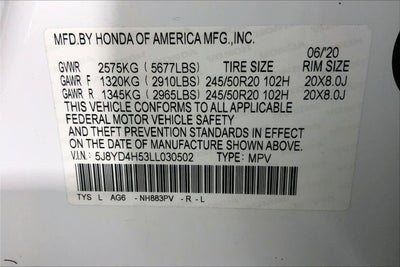 MFD.BY HONDA OF AMERICA MFG.,INC.
06/'20
GVWR 2575KG (5677LBS) TIRE SIZE RIM SIZE
GAWR F 1320KG (2910LBS) 245/50R20 102H 20X8.0J
GAWR R 1345KG (2965LBS) 245/50R20 102H 20X8.0J
THIS VEHICLE CONFORMS TO ALL APPLICABLE
FEDERAL MOTOR VEHICLE SAFETY
AND THEFT PREVENTION STANDARDS IN EFFECT
ON THE DATE OF MANUFACTURE SHOWN ABOVE.
V.I.N.: 5J8YD4H53LL030502 TYPE: MPV
TYS L AG6 - NH883PV - R - L